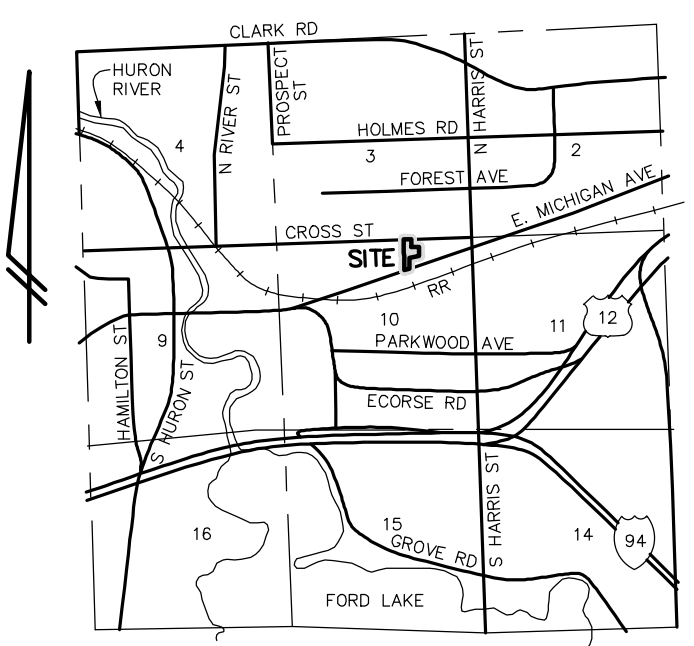 CLARK RD
HURON
RIVER
PROSPECT
ST
N RIVER ST
N HARRIS ST
4
HOLMES RD
3
2
FOREST AVE
E. MICHIGAN AVE
CROSS ST
SITE
RR
10
11
12
9
PARKWOOD AVE
HAMILTON ST
S HURON ST
ECORSE RD
S HARRIS ST
16
15
14
94
GROVE RD
FORD LAKE